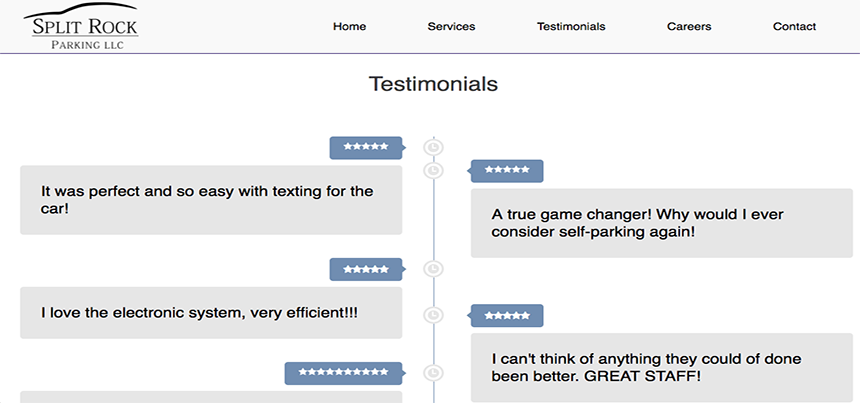 SPLIT ROCK
PARKING LLC
Home Services Testimonials Careers Contact
Testimonials
It was perfect and so easy with texting for the
car!
A true game changer! Why would I ever
consider self-parking again!
I love the electronic system, very efficient!!!
I can't think of anything they could of done
been better. GREAT STAFF!